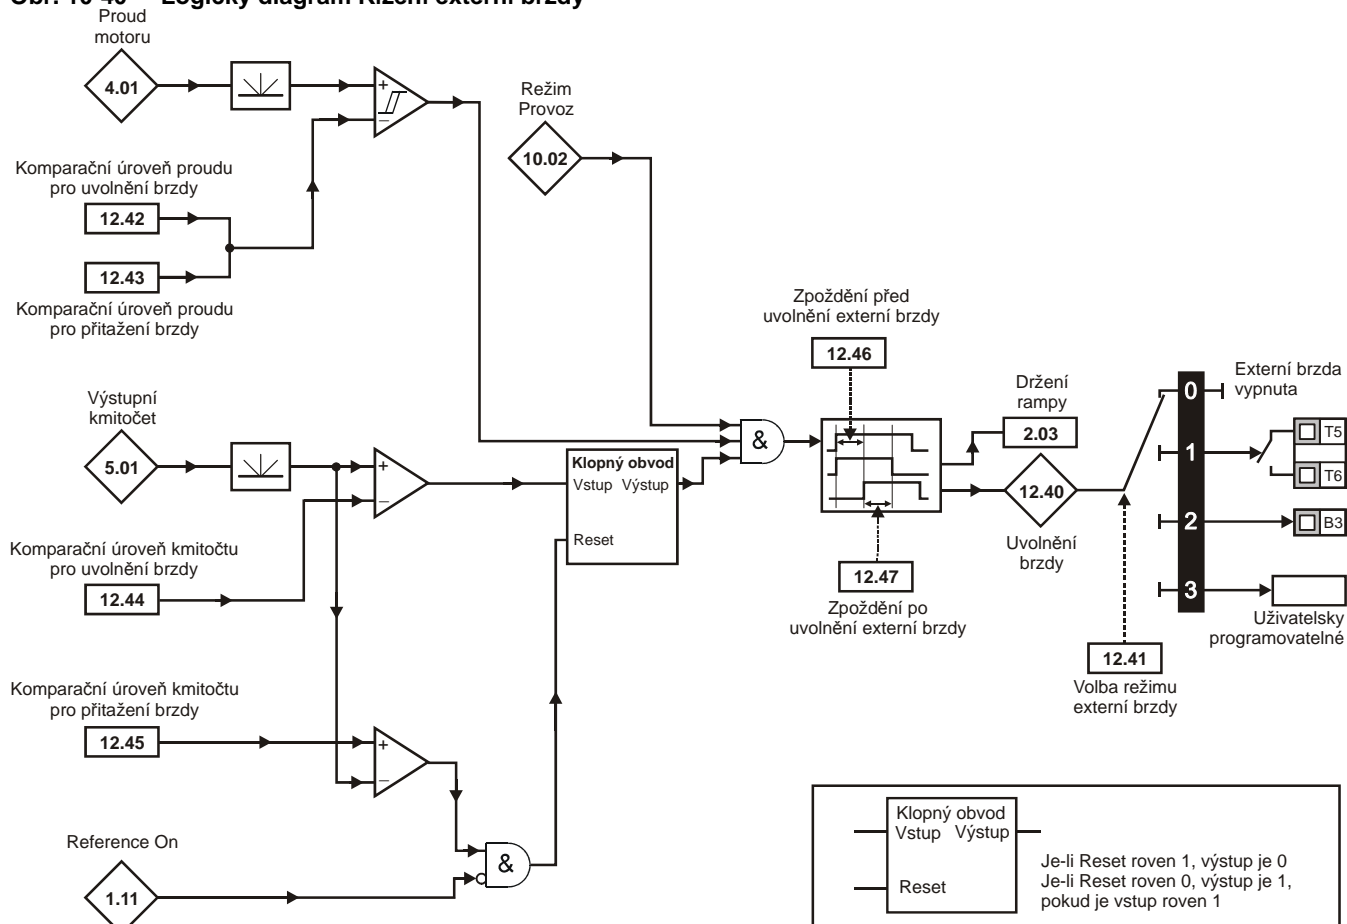 Obr. 10-40 Logický diagram Řízení externí brzdy
Proud
motoru
4.01
+
−
Režim
Provoz
10.02
Komparační úroveň proudu
pro uvolnění brzdy
12.42
12.43
Komparační úroveň proudu
pro přitažení brzdy
Zpoždění před
uvolnění externí brzdy
12.46
Výstupní
kmitočet
5.01
+
−
Klopný obvod
Vstup Výstup
Reset
&
Držení
rampy
2.03
12.40
Uvolnění
brzdy
0
1
2
3
Externí brzda
vypnuta
T5
T6
B3
Uživatelsky
programovatelné
Komparační úroveň kmitočtu
pro uvolnění brzdy
12.44
12.47
Zpoždění po
uvolnění externí brzdy
12.41
Volba režimu
externí brzdy
Komparační úroveň kmitočtu
pro přitažení brzdy
12.45
+
−
Reference On
1.11
&
Klopný obvod
Vstup Výstup
Reset
Je-li Reset roven 1, výstup je 0
Je-li Reset roven 0, výstup je 1,
pokud je vstup roven 1